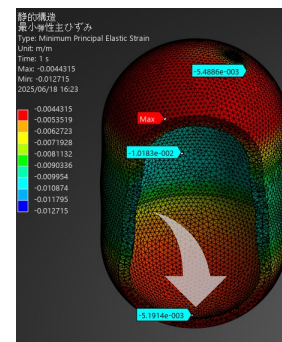 静的構造
最小弾性主ひずみ
Type: Minimum Principal Elastic Strain
Unit: m/m
Time: 1 s
Max: -0.0044315
Min: -0.012715
2025/06/18 16:23
-0.0044315
-0.0053519
-0.0062723
-0.0071928
-0.0081132
-0.0090336
-0.009954
-0.010874
-0.011795
-0.012715
-5.4886e-003
Max
-1.0183e-002
-5.1914e-003